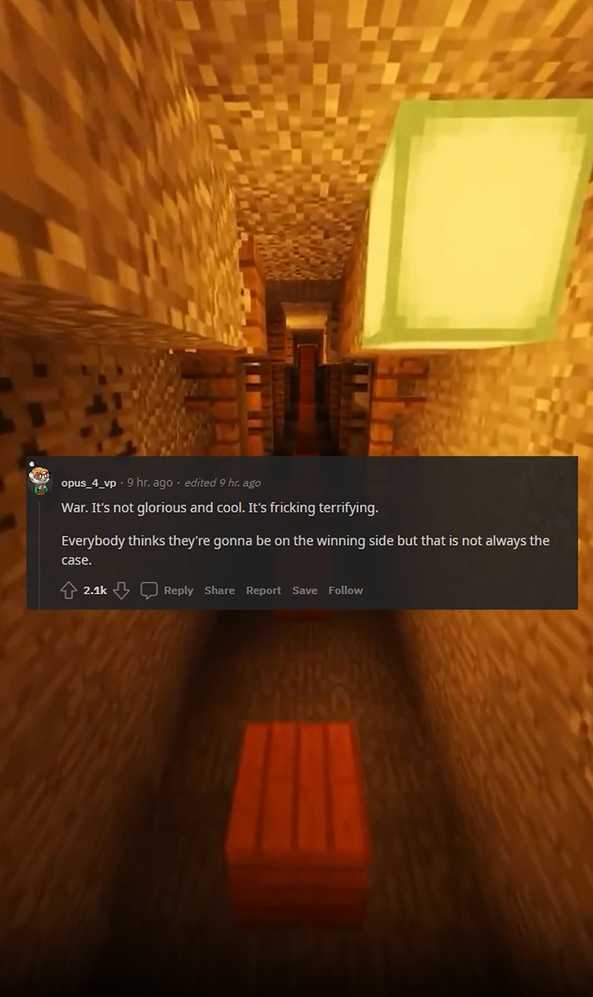 opus_4_vp · 9 hr. ago · edited 9 hr. ago
War. It's not glorious and cool. It's fricking terrifying.
Everybody thinks they're gonna be on the winning side but that is not always the
case.
2.1k Reply Share Report Save Follow